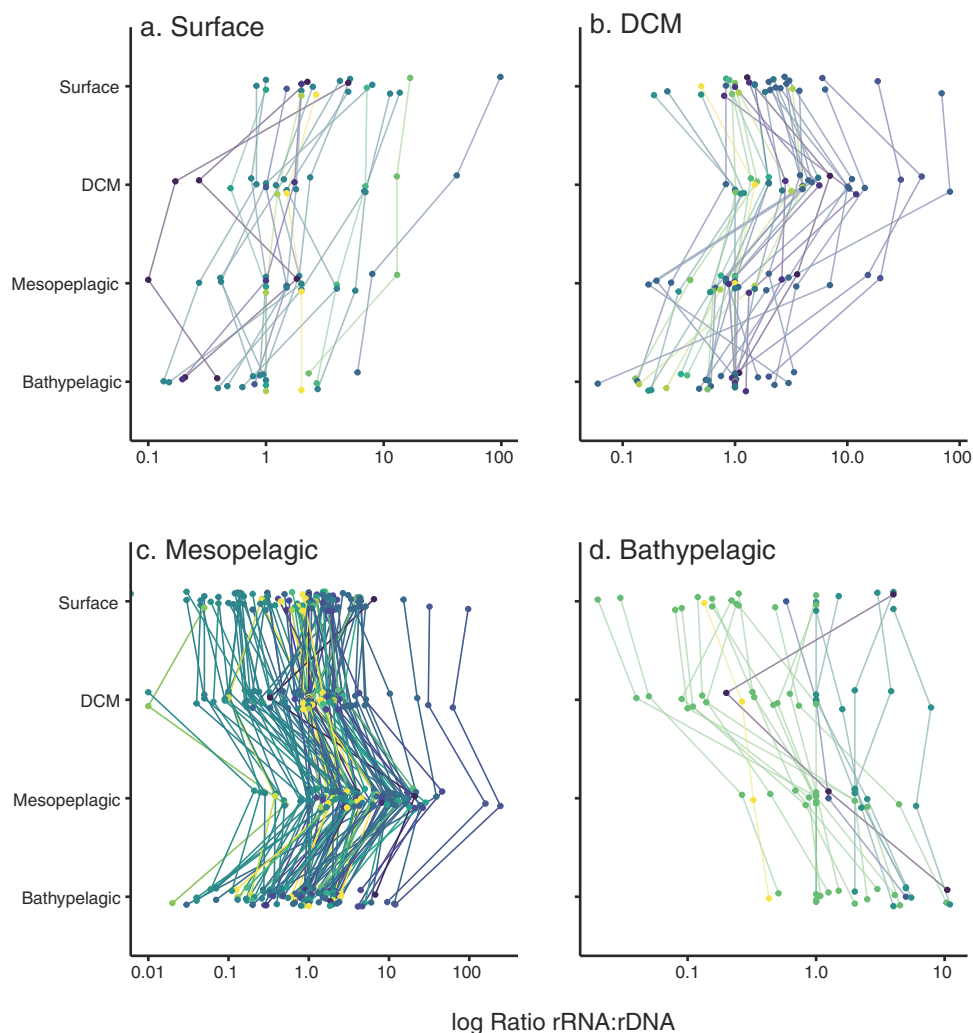 a. Surface
b. DCM
Surface
DCM
Mesopeplagic
Bathypelagic
0.1 1 10 100
0.1 1.0 10.0 100
c. Mesopelagic
d. Bathypelagic
Surface
DCM
Mesopeplagic
Bathypelagic
0.01 0.1 1.0 10 100
0.1 1.0 10
log Ratio rRNA:rDNA